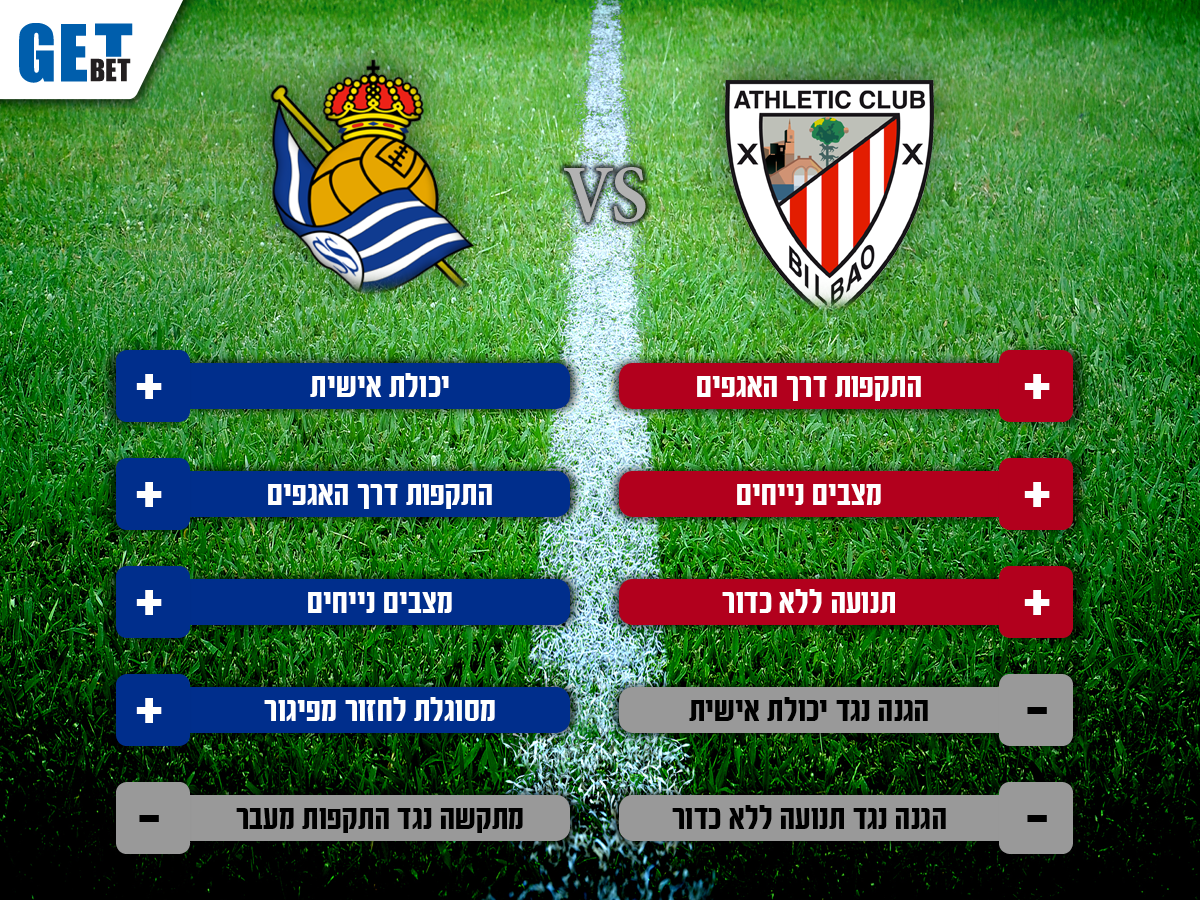 GET
BET
ATHLETIC CLUB
X X
BILBAO
VS
+ התקפות דרך האגפים
+ מצבים נייחים
+ תנועה ללא כדור
- הגנה נגד יכולת אישית
- הגנה נגד תנועה ללא כדור
+ יכולת אישית
+ התקפות דרך האגפים
+ מצבים נייחים
+ מסוגלת לחזור מפיגור
- מתקשה נגד התקפות מעבר